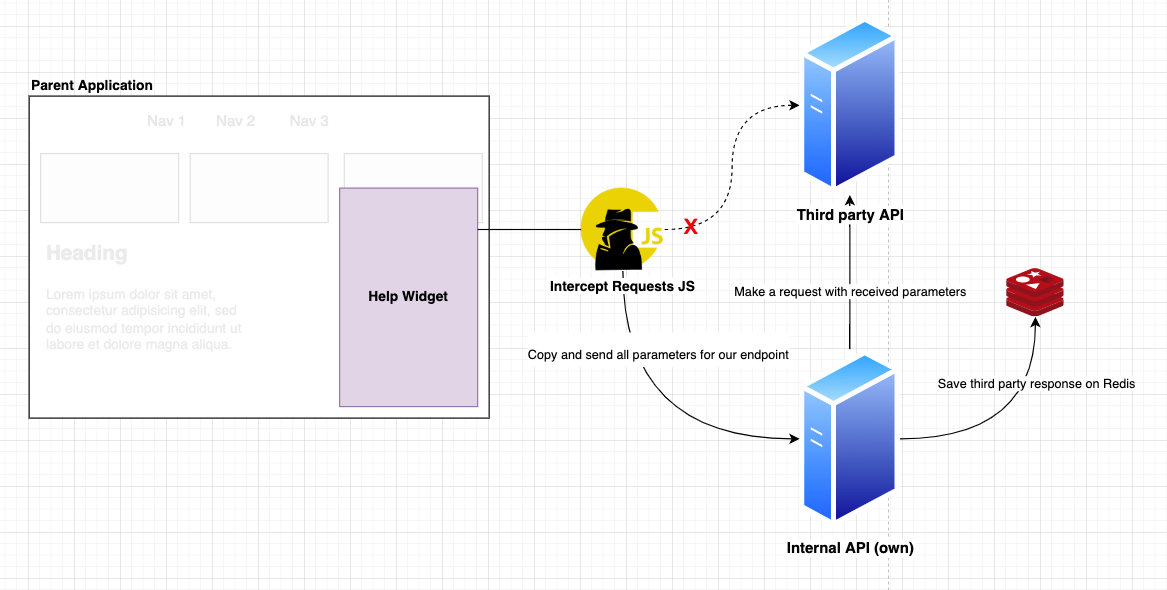 Parent Application
Nav 1 Nav 2 Nav 3
Heading
Lorem ipsum dolor sit amet,
consectetur adipisicing elit, sed
do eiusmod tempor incididunt ut
labore et dolore magna aliqua.
Help Widget
JS
X
Intercept Requests JS
Third party API
Make a request with received parameters
Copy and send all parameters for our endpoint
Save third party response on Redis
Internal API (own)